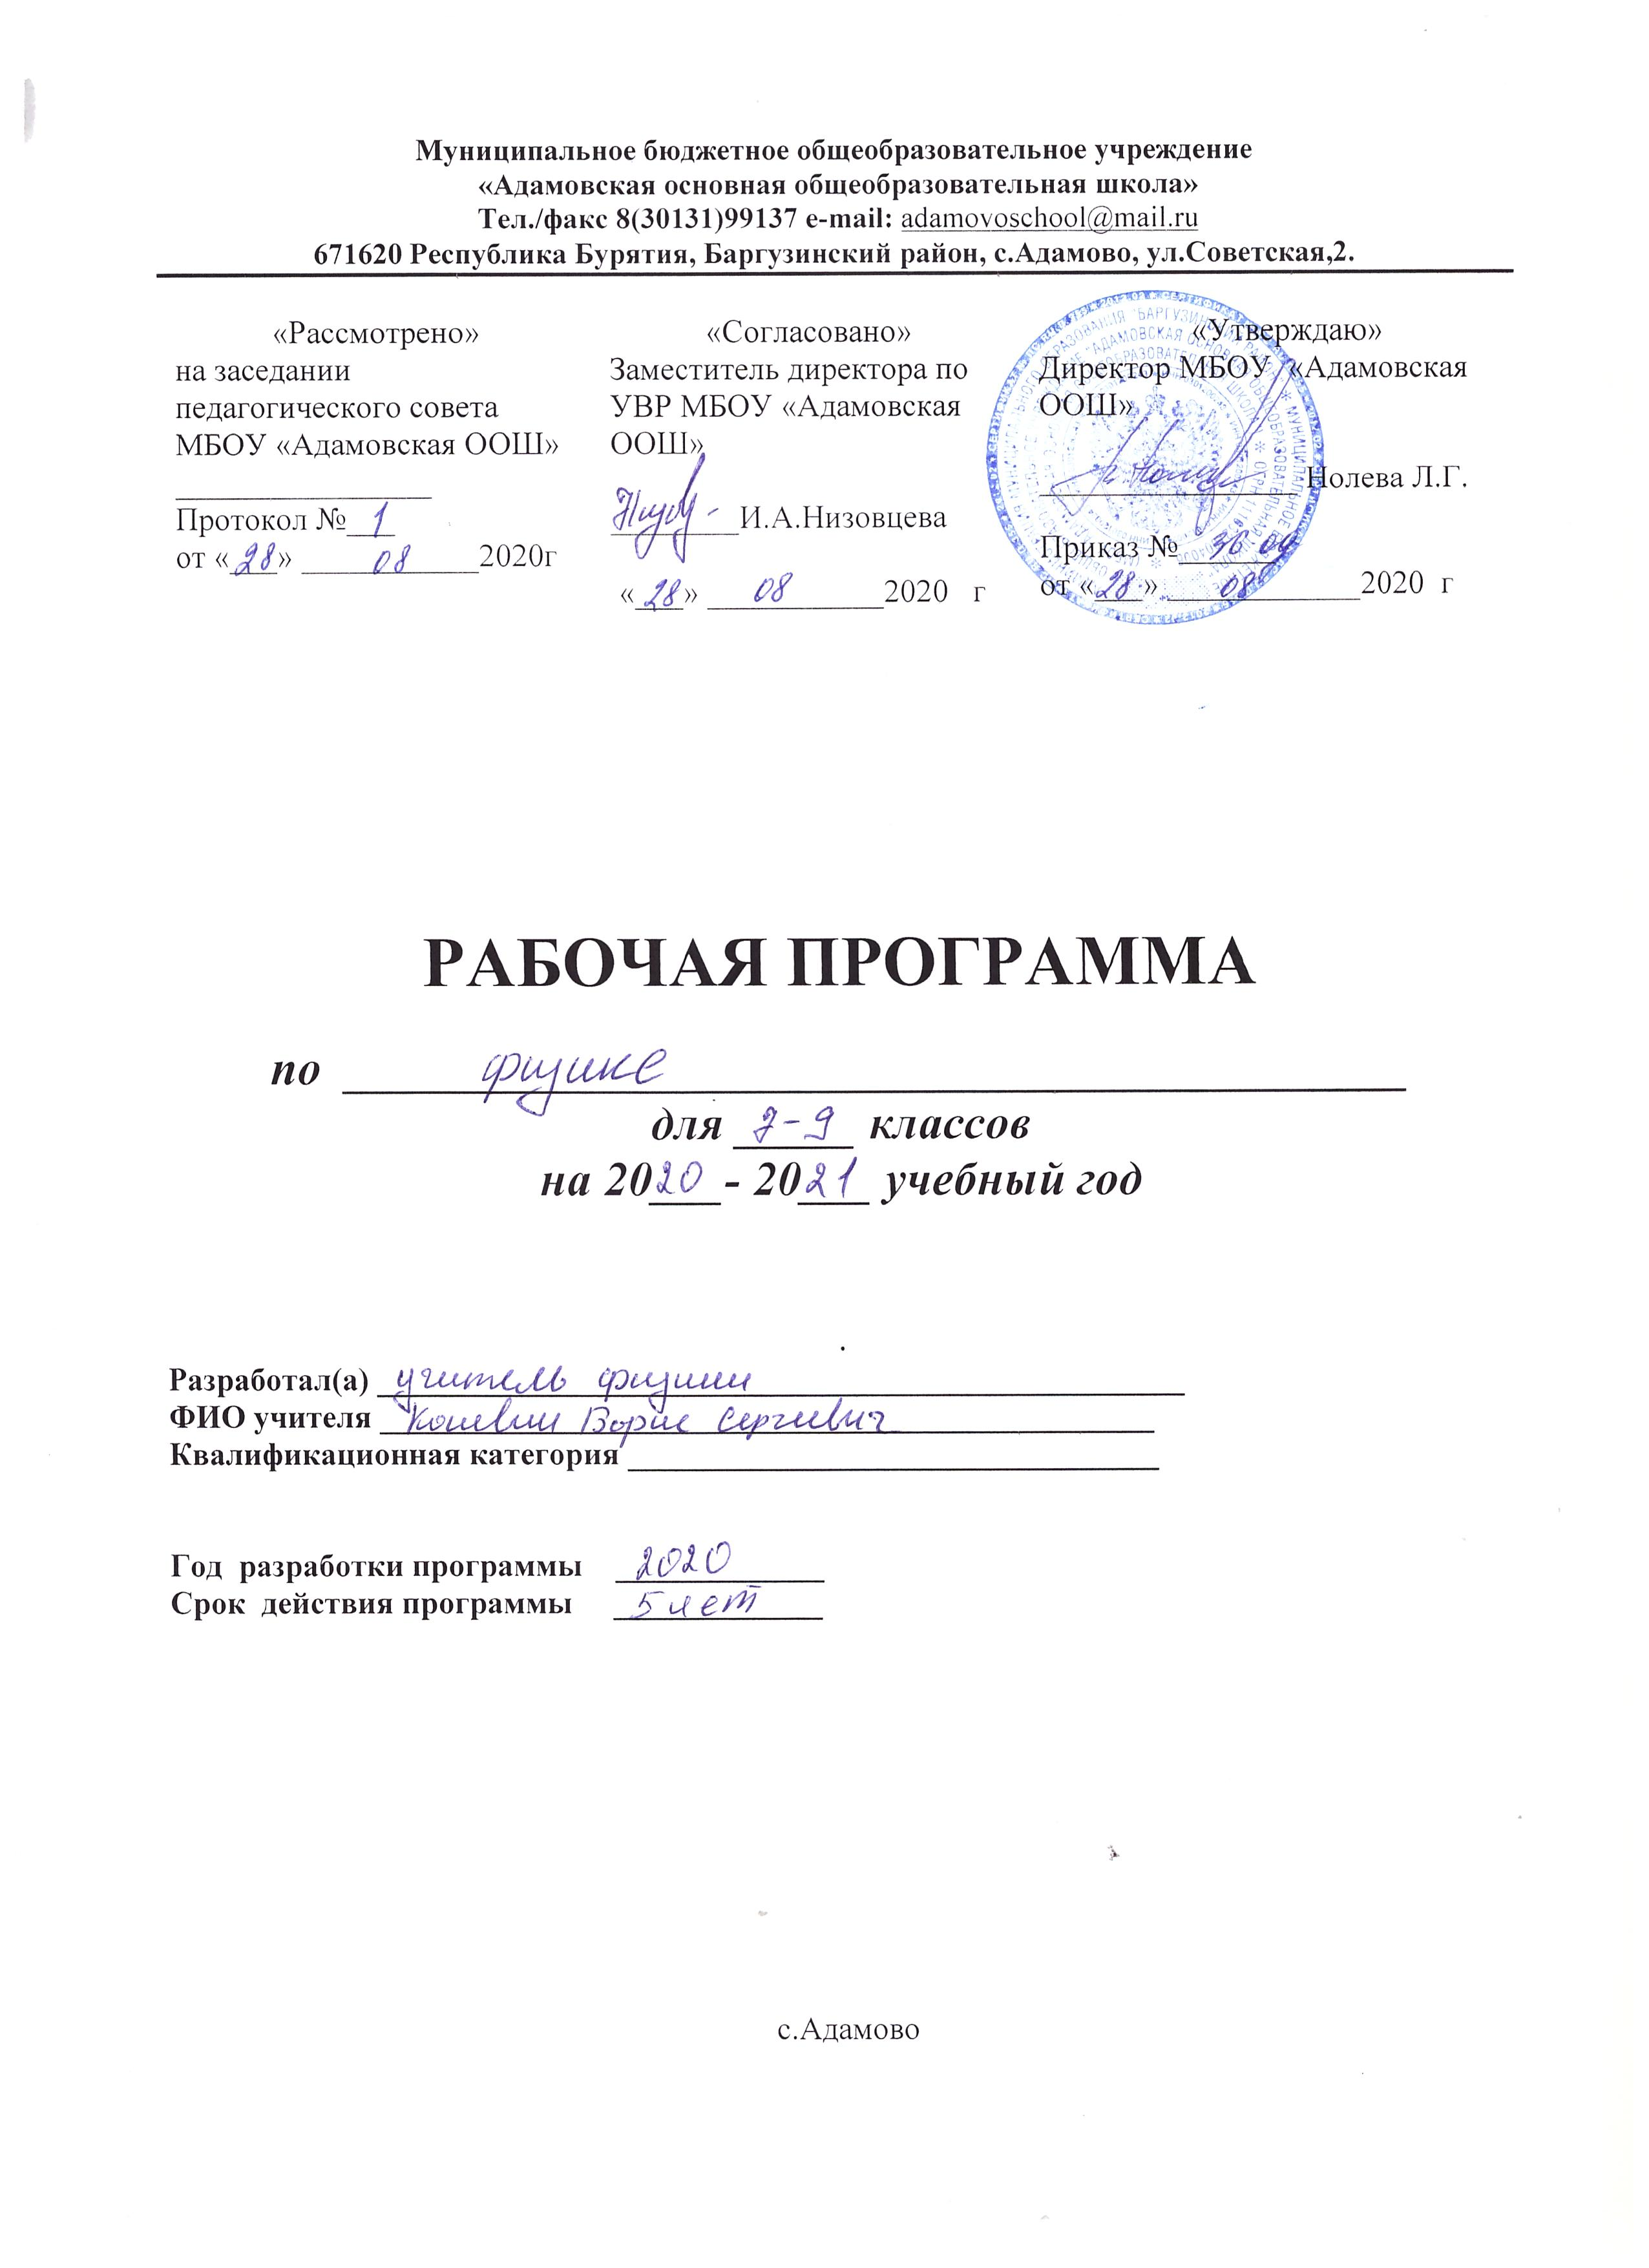 Муниципальное бюджетное общеобразовательное учреждение
«Адамовская основная общеобразовательная школа»
Тел./факс 8(30131)99137 e-mail: adamovoschool@mail.ru
671620 Республика Бурятия, Баргузинский район, с.Адамово, ул.Советская,2.
«Рассмотрено»
на заседании
педагогического совета
МБОУ «Адамовская ООШ»
Протокол № 1
от «28» 08 2020г
«Согласовано»
Заместитель директора по
УВР МБОУ «Адамовская
ООШ»
И.А.Низовцева
«28» 08 2020 г
«Утверждаю»
Директор МБОУ «Адамовская
ООШ»
Нолева Л.Г.
Приказ №
от «28» 08 2020 г
РАБОЧАЯ ПРОГРАММА
по физике
для 7-9 классов
на 2020 - 2021 учебный год
Разработал(а) учитель физики
ФИО учителя Борис Сергеевич
Квалификационная категория
Год разработки программы 2020
Срок действия программы 5 лет
с.Адамово